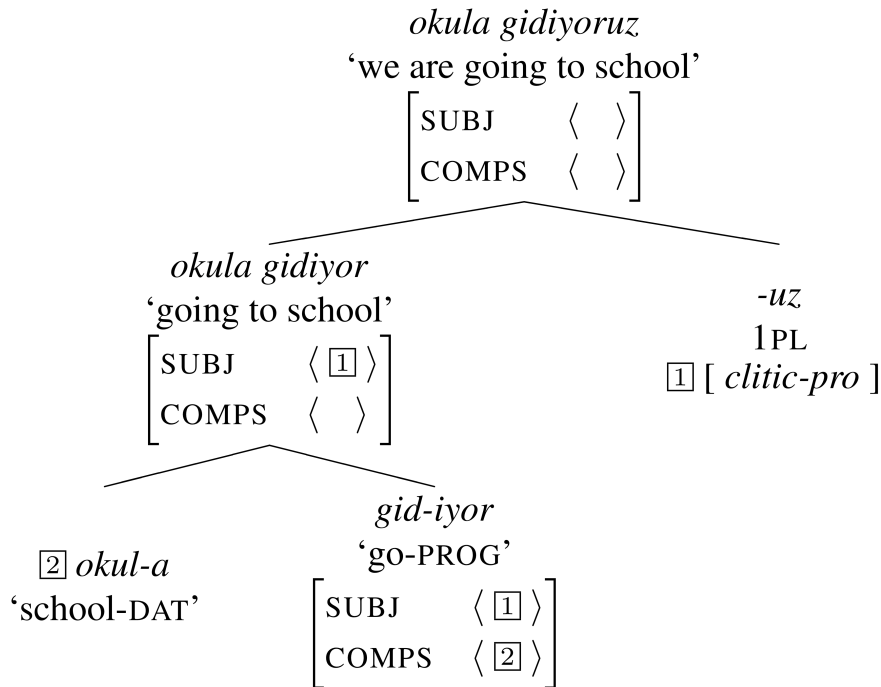 okula gidiyoruz
‘we are going to school’
SUBJ ⟨ ⟩
COMPS ⟨ ⟩
okula gidiyor
‘going to school’
SUBJ ⟨ 1 ⟩
COMPS ⟨ ⟩
-uz
1PL
1 [ clitic-pro ]
2 okul-a
‘school-DAT’
gid-iyor
‘go-PROG’
SUBJ ⟨ 1 ⟩
COMPS ⟨ 2 ⟩